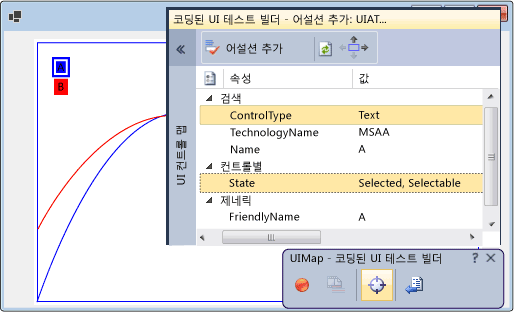 코딩된 UI 테스트 빌더 - 어설션 추가: UIAT...
어설션 추가
UI 컨트롤 맵
속성 값
검색
ControlType Text
TechnologyName MSAA
Name A
컨트롤별
State Selected, Selectable
제네릭
FriendlyName A
A
B
UIMap - 코딩된 UI 테스트 빌더